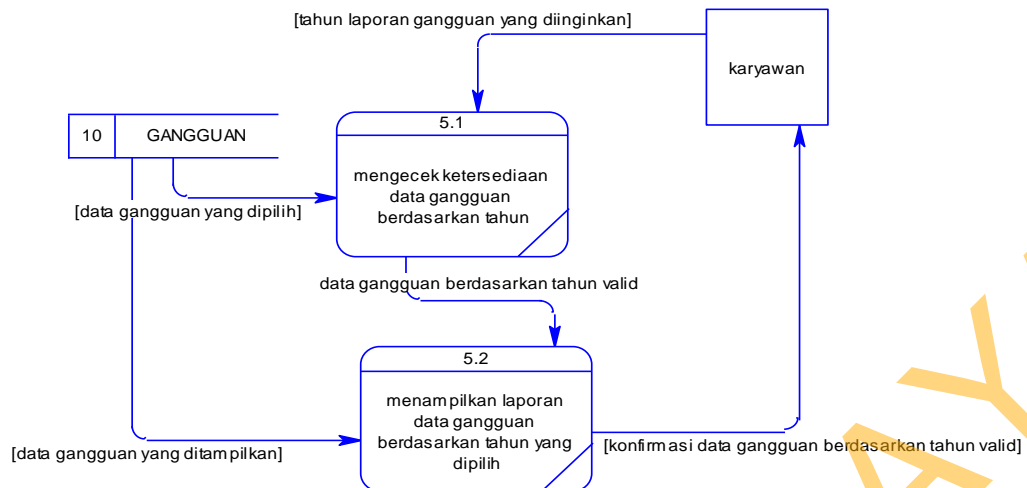 [tahun laporan gangguan yang diinginkan]
karyawan
10 GANGGUAN
5.1
mengecek ketersediaan
data gangguan
berdasarkan tahun
[data gangguan yang dipilih]
data gangguan berdasarkan tahun valid
5.2
menampilkan laporan
data gangguan
berdasarkan tahun yang
dipilih
[data gangguan yang ditampilkan]
[konfirmasi data gangguan berdasarkan tahun valid]
A Y